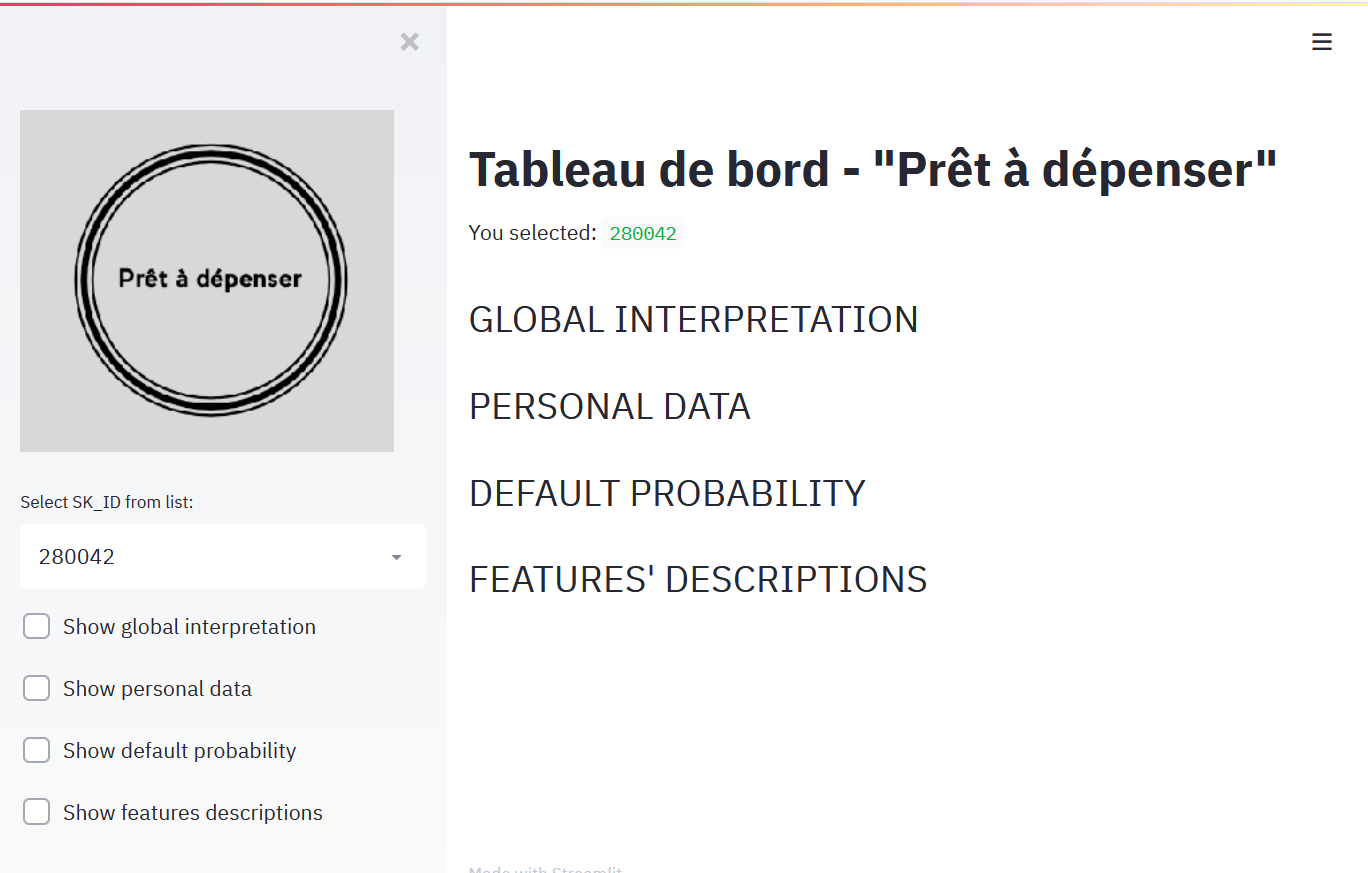 Prêt à dépenser
Select SK_ID from list:
280042
Show global interpretation
Show personal data
Show default probability
Show features descriptions
Tableau de bord - "Prêt à dépenser"
You selected: 280042
GLOBAL INTERPRETATION
PERSONAL DATA
DEFAULT PROBABILITY
FEATURES' DESCRIPTIONS
Made with Streamlit